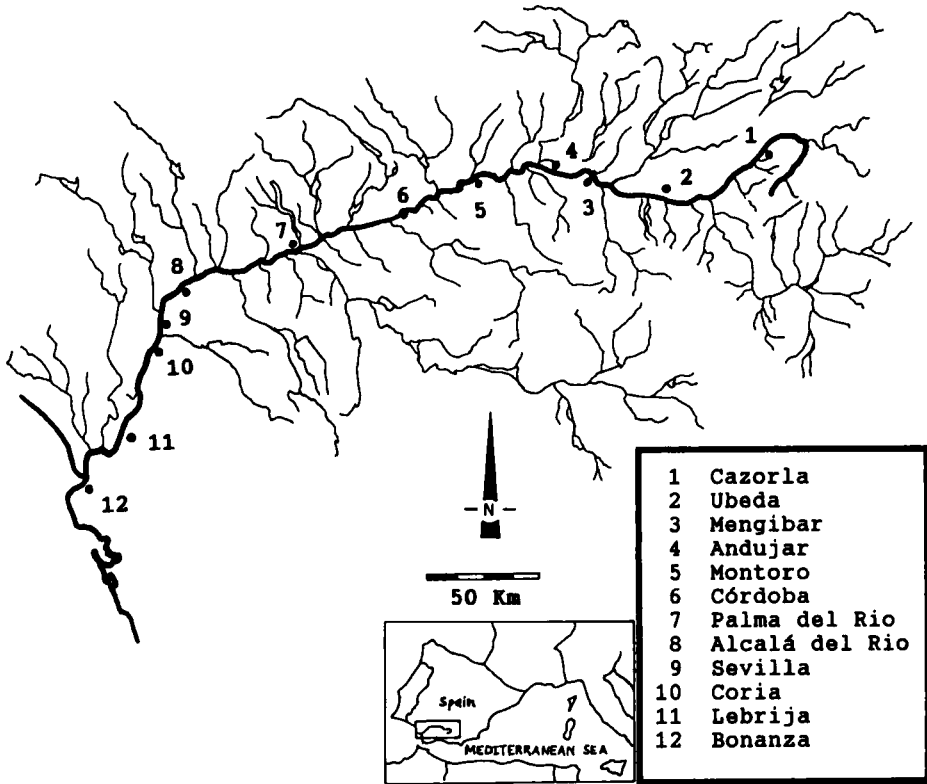 1
4
2
3
5
6
7
8
9
10
11
12
N
50 Km
1 Cazorla
2 Ubeda
3 Mengibar
4 Andujar
5 Montoro
6 Córdoba
7 Palma del Rio
8 Alcalá del Rio
9 Sevilla
10 Coria
11 Lebrija
12 Bonanza
Spain
MEDITERRANEAN SEA